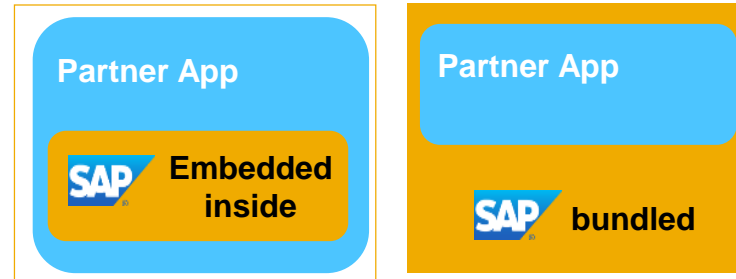 Partner App
SAP
Embedded
inside
Partner App
SAP
bundled